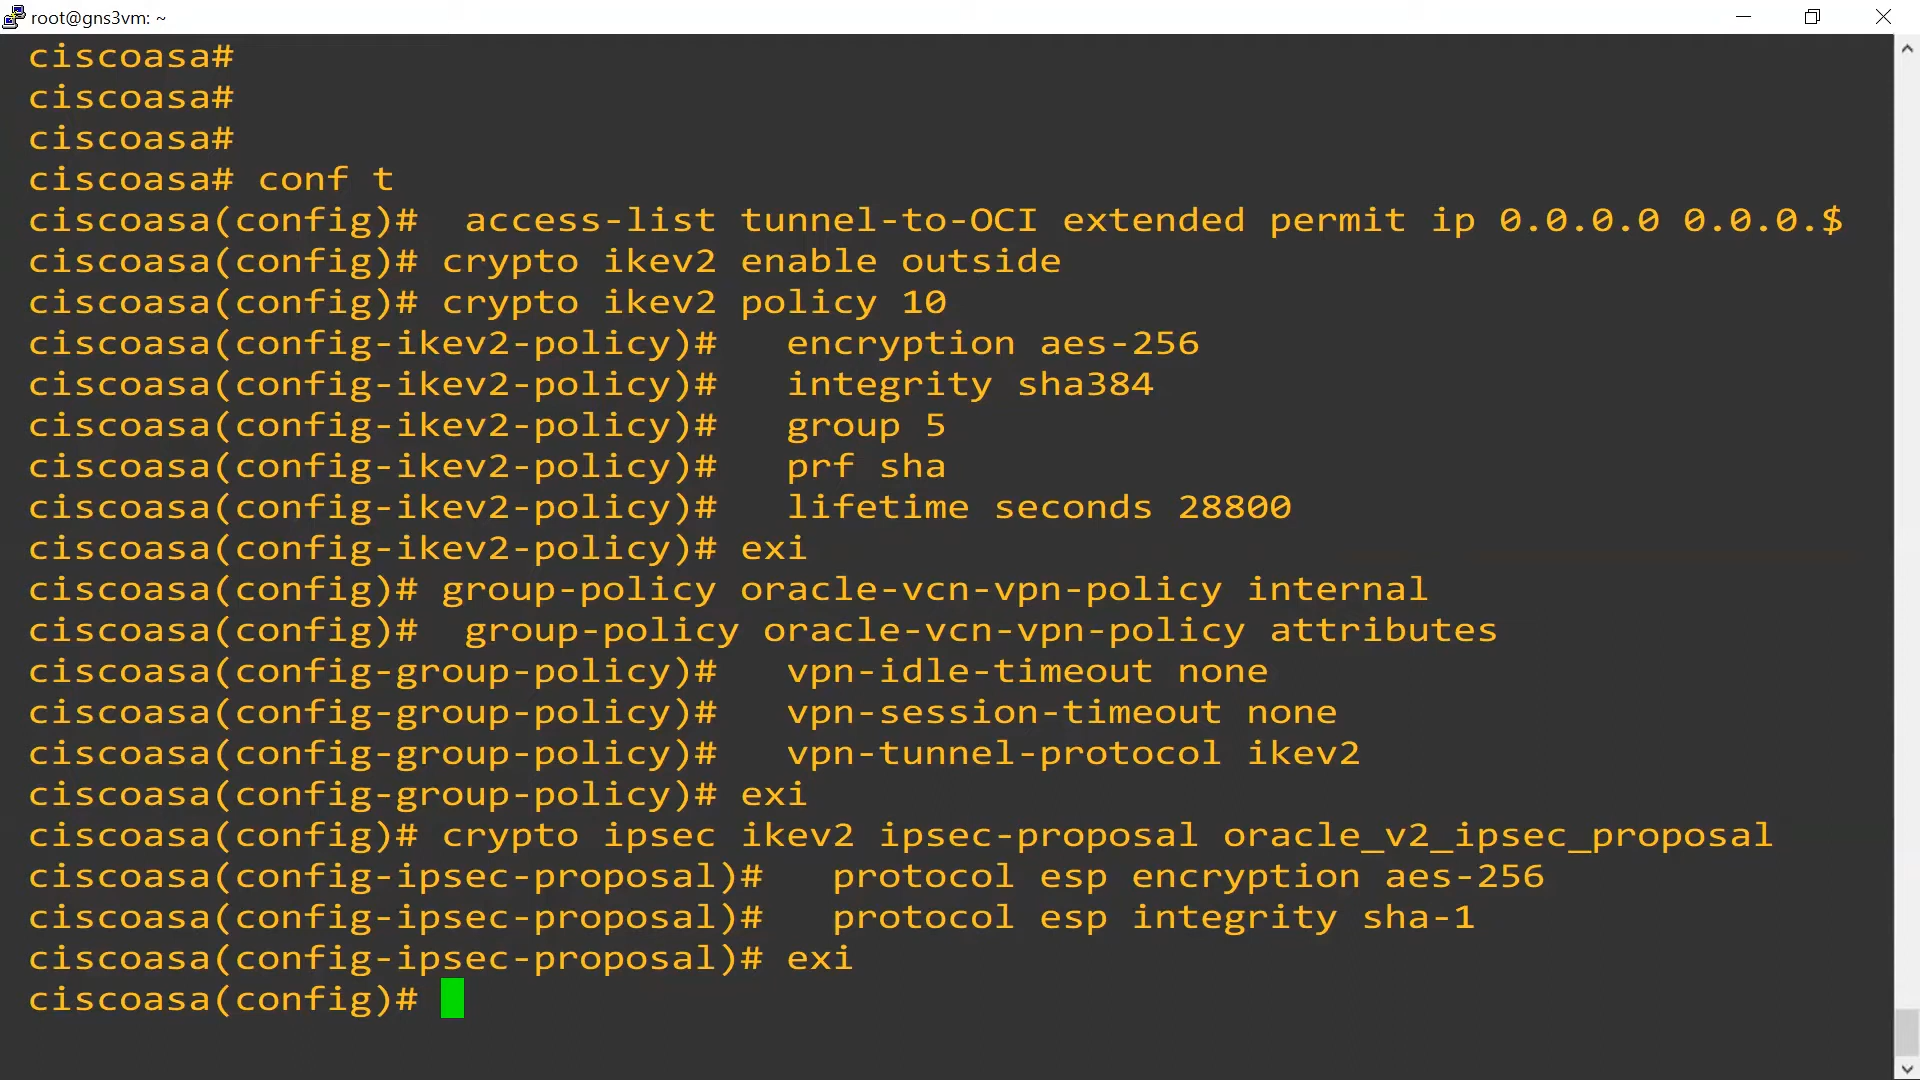 root@gns3vm: ~
ciscoasa#
ciscoasa#
ciscoasa#
ciscoasa# conf t
ciscoasa(config)#  access-list tunnel-to-OCI extended permit ip 0.0.0.0 0.0.0.$
ciscoasa(config)# crypto ikev2 enable outside
ciscoasa(config)# crypto ikev2 policy 10
ciscoasa(config-ikev2-policy)#   encryption aes-256
ciscoasa(config-ikev2-policy)#   integrity sha384
ciscoasa(config-ikev2-policy)#   group 5
ciscoasa(config-ikev2-policy)#   prf sha
ciscoasa(config-ikev2-policy)#   lifetime seconds 28800
ciscoasa(config-ikev2-policy)# exi
ciscoasa(config)# group-policy oracle-vcn-vpn-policy internal
ciscoasa(config)#  group-policy oracle-vcn-vpn-policy attributes
ciscoasa(config-group-policy)#   vpn-idle-timeout none
ciscoasa(config-group-policy)#   vpn-session-timeout none
ciscoasa(config-group-policy)#   vpn-tunnel-protocol ikev2
ciscoasa(config-group-policy)# exi
ciscoasa(config)# crypto ipsec ikev2 ipsec-proposal oracle_v2_ipsec_proposal
ciscoasa(config-ipsec-proposal)#   protocol esp encryption aes-256
ciscoasa(config-ipsec-proposal)#   protocol esp integrity sha-1
ciscoasa(config-ipsec-proposal)# exi
ciscoasa(config)#